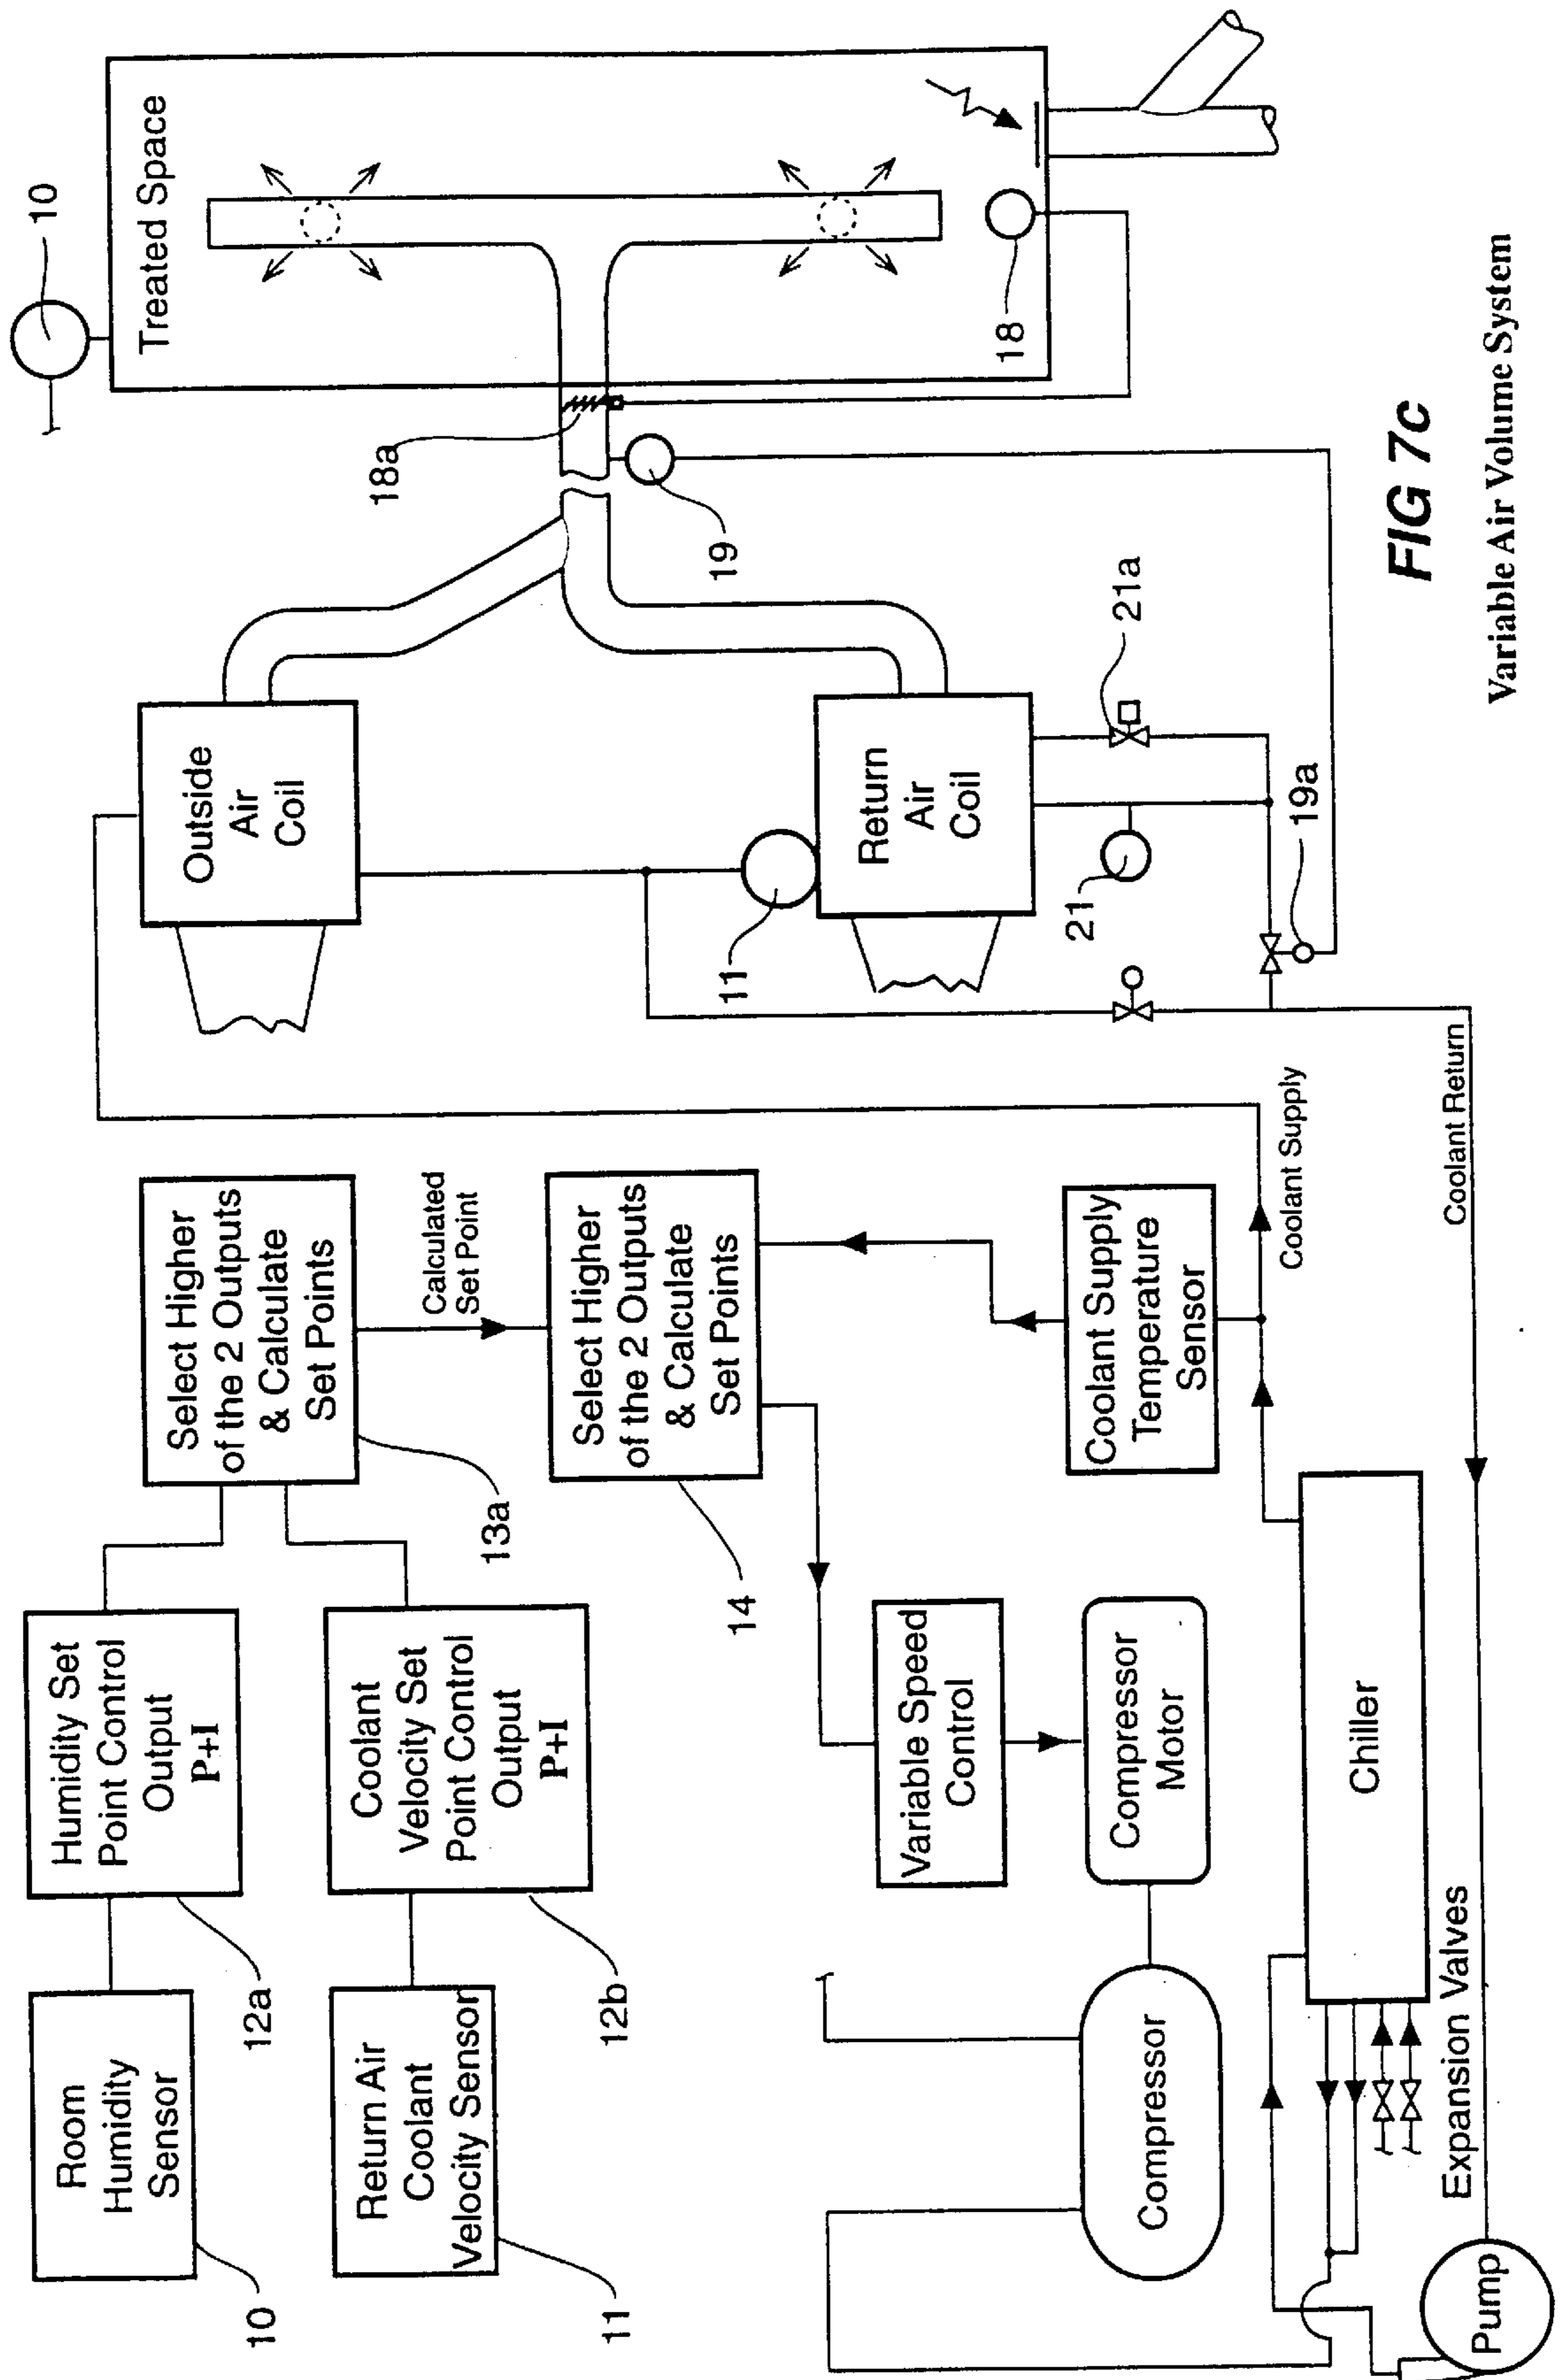 Room
Humidity
Sensor
10
Humidity Set
Point Control
Output
P+I
12a
Select Higher
of the 2 Outputs
& Calculate
Set Points
13a
Return Air
Coolant
Velocity Sensor
11
Coolant
Velocity Set
Point Control
Output
P+I
12b
Calculated
Set Point
Select Higher
of the 2 Outputs
& Calculate
Set Points
14
Variable Speed
Control
Compressor
Motor
Compressor
Coolant Supply
Temperature
Sensor
Chiller
Expansion Valves
Pump
Coolant Supply
Coolant Return
Outside
Air
Coil
11
Return
Air
Coil
21
21a
19a
19
18a
10
Treated Space
18
FIG 7c
Variable Air Volume System